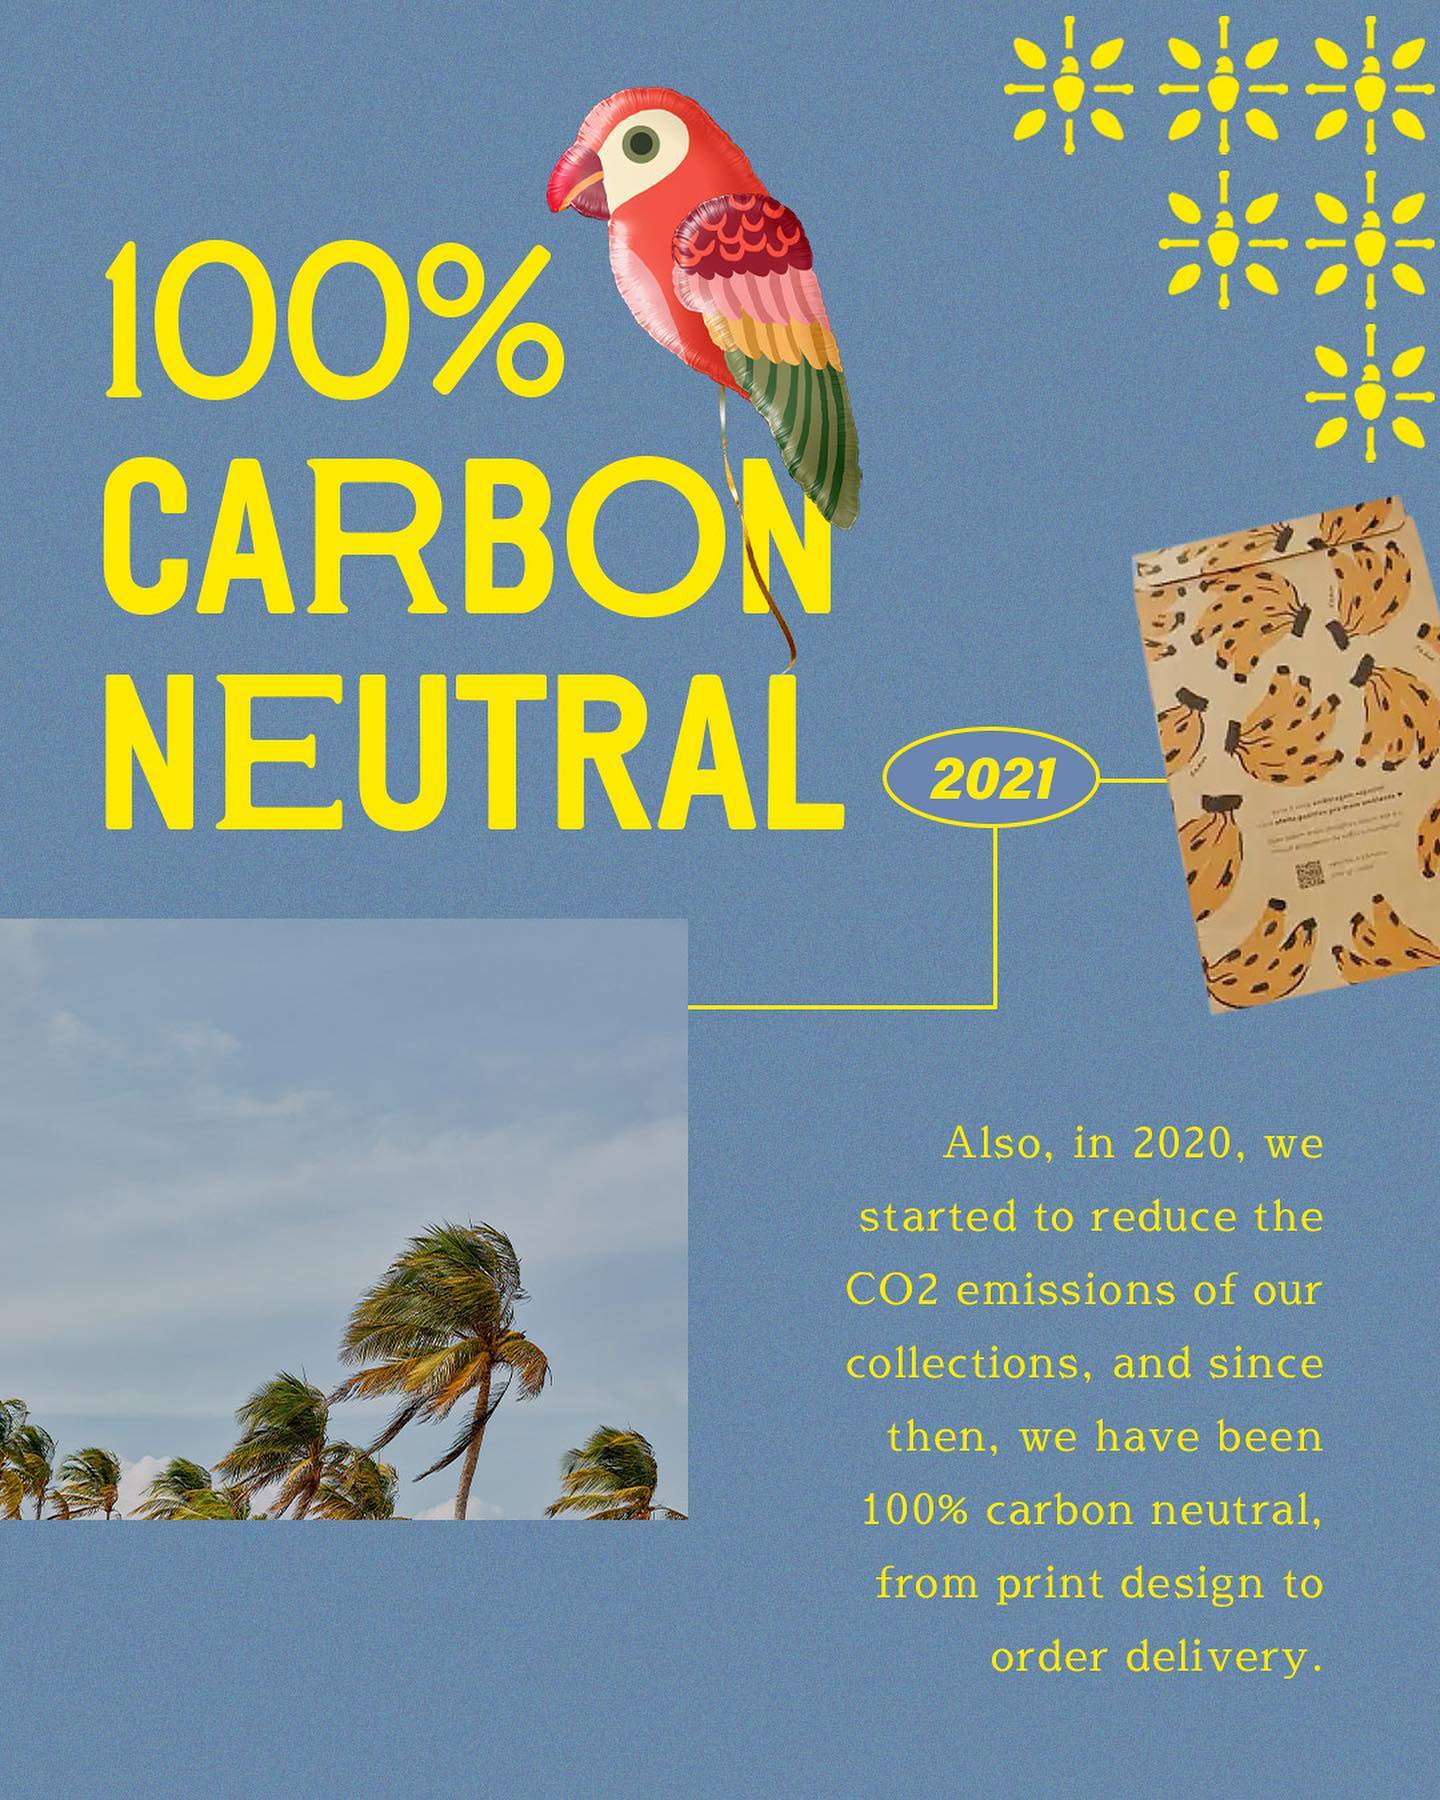 100%
CARBON
NEUTRAL
2021
Also, in 2020, we
started to reduce the
CO2 emissions of our
collections, and since
then, we have been
100% carbon neutral,
from print design to
order delivery.